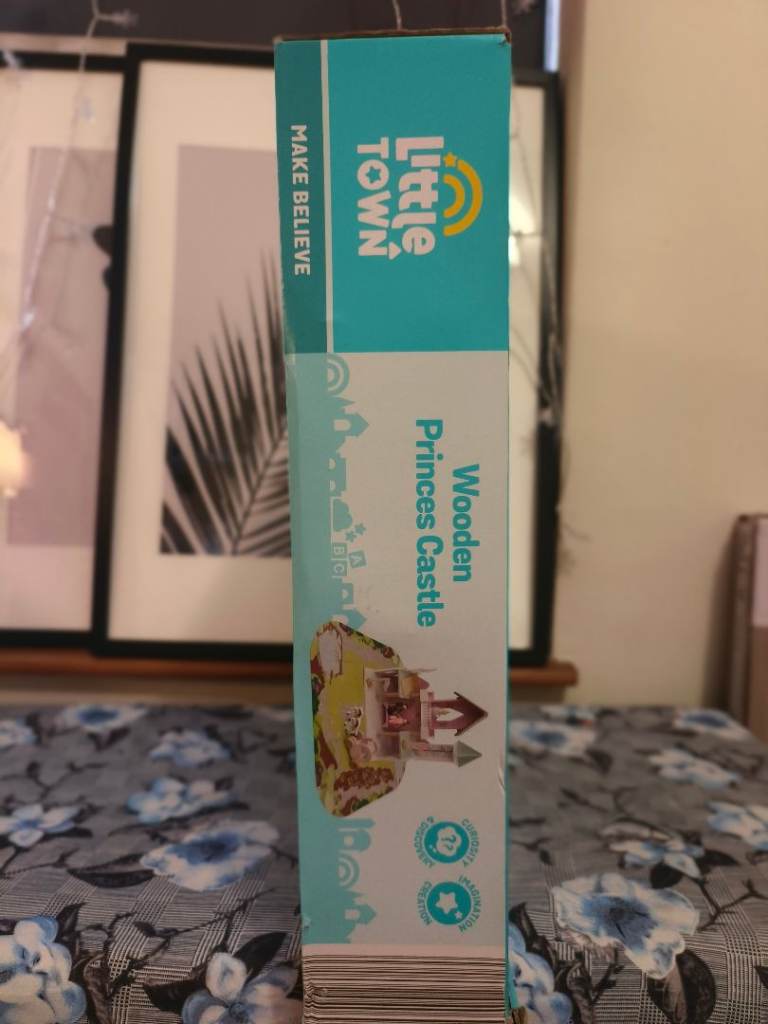 Little
TOWN
MAKE BELIEVE
Wooden
Princes Castle
A
B C
CURIOSITY
& DISCOVERY
??
IMAGINATION
CREATION